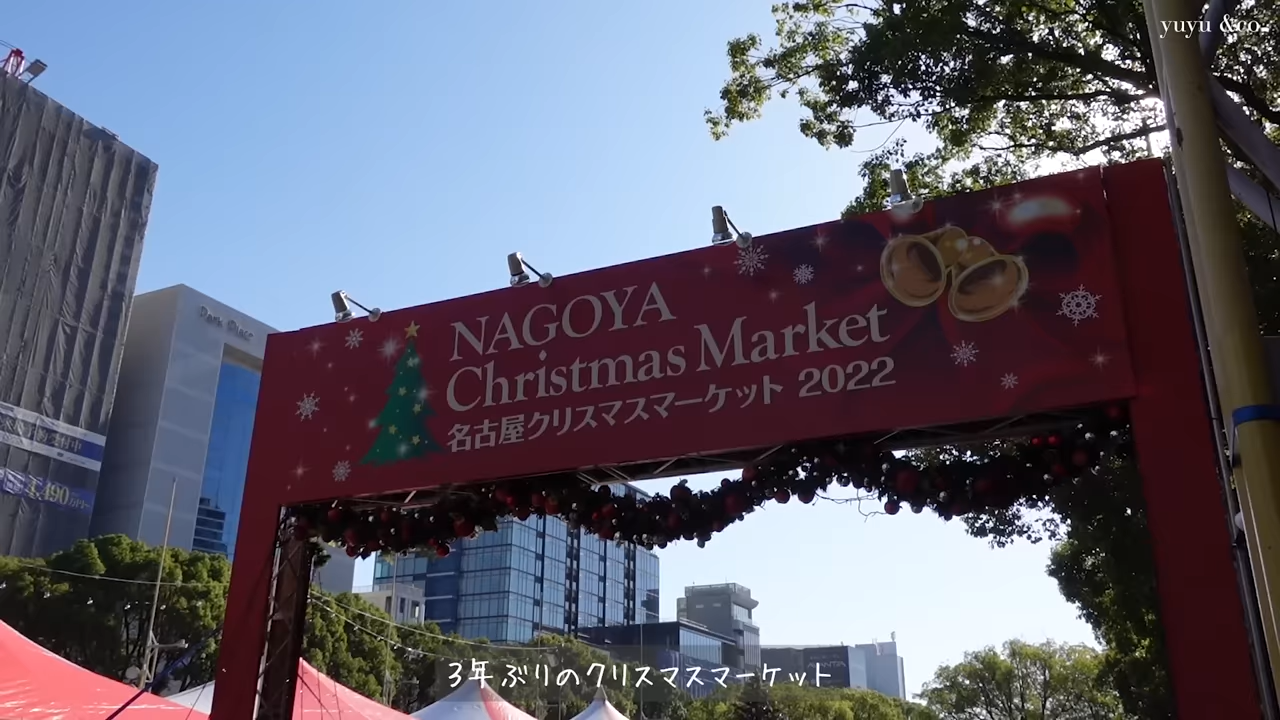 yuyu &co.
NAGOYA
Christmas Market
名古屋クリスマスマーケット 2022
3年ぶりのクリスマスマーケット